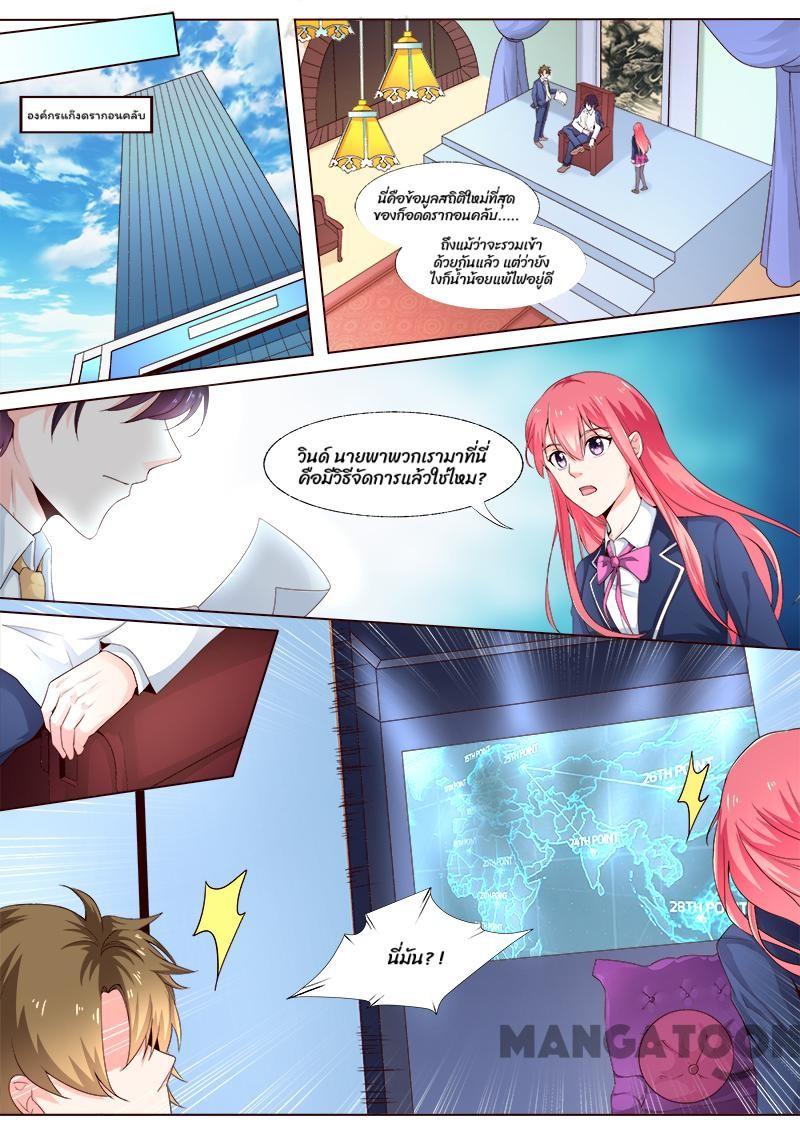 องค์กรแก๊งดรากอนคลับ
นี่คือข้อมูลสถิติใหม่ที่สุด
ของก็อดดรากอนคลับ.....
ถึงแม้ว่าจะรวมเข้า
ด้วยกันแล้ว แต่ว่ายัง
ไงก็น้ำน้อยแพ้ไฟอยู่ดี
วินด์ นายพาพวกเรามาที่นี่
คือมีวิธีจัดการแล้วใช่ไหม?
15TH POINT
25TH POINT
26TH POINT
24TH POINT
28TH POINT
นี่มัน?!
MANGATOON